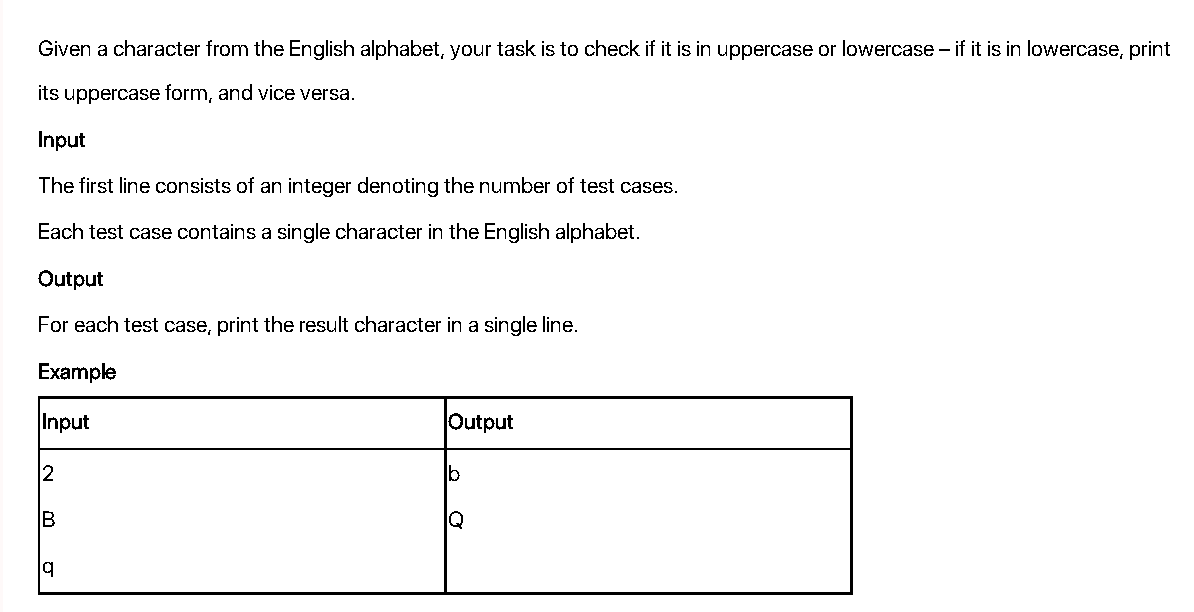 Given a character from the English alphabet, your task is to check if it is in uppercase or lowercase – if it is in lowercase, print
its uppercase form, and vice versa.
Input
The first line consists of an integer denoting the number of test cases.
Each test case contains a single character in the English alphabet.
Output
For each test case, print the result character in a single line.
Example
Input Output
2 b
B Q
q